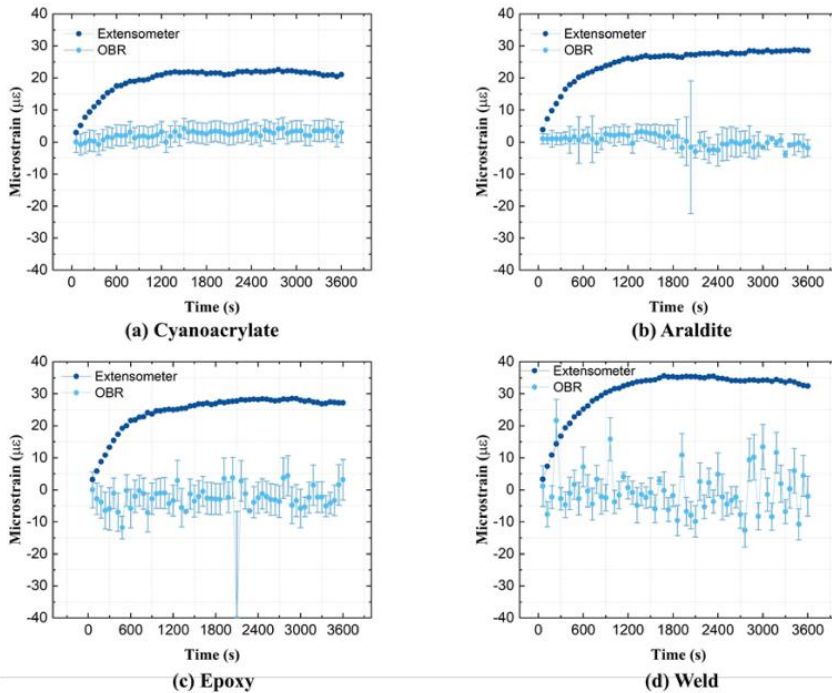 40
30
20
10
0
-10
-20
-30
-40
Microstrain (με)
Extensometer
OBR
0 600 1200 1800 2400 3000 3600
Time (s)
(a) Cyanoacrylate
40
30
20
10
0
-10
-20
-30
-40
Microstrain (με)
Extensometer
OBR
0 600 1200 1800 2400 3000 3600
Time (s)
(b) Araldite
40
30
20
10
0
-10
-20
-30
-40
Microstrain (με)
Extensometer
OBR
0 600 1200 1800 2400 3000 3600
Time (s)
(c) Epoxy
40
30
20
10
0
-10
-20
-30
-40
Microstrain (με)
Extensometer
OBR
0 600 1200 1800 2400 3000 3600
Time (s)
(d) Weld